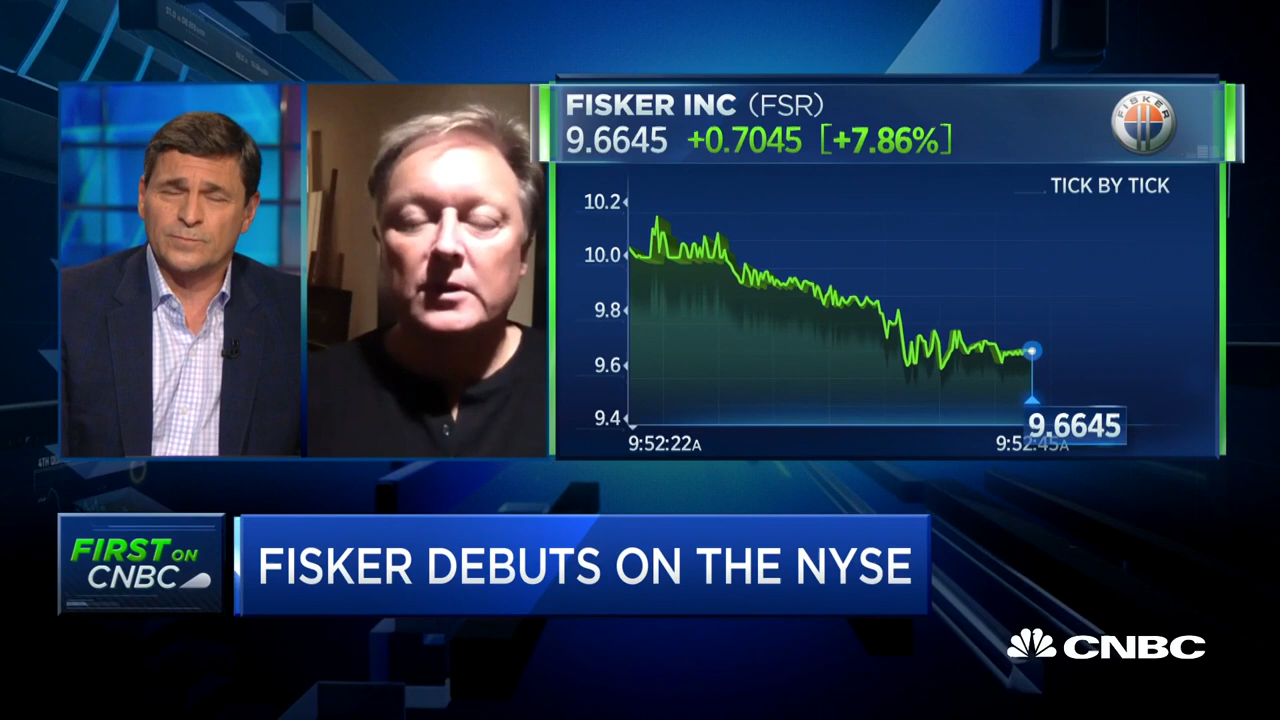 FISKER INC (FSR)
9.6645 +0.7045 [+7.86%]
FISKER
TICK BY TICK
10.2
10.0
9.8
9.6
9.4
9.6645
9:52:22A
9:52:45A
FIRST ON
CNBC
FISKER DEBUTS ON THE NYSE
CNBC